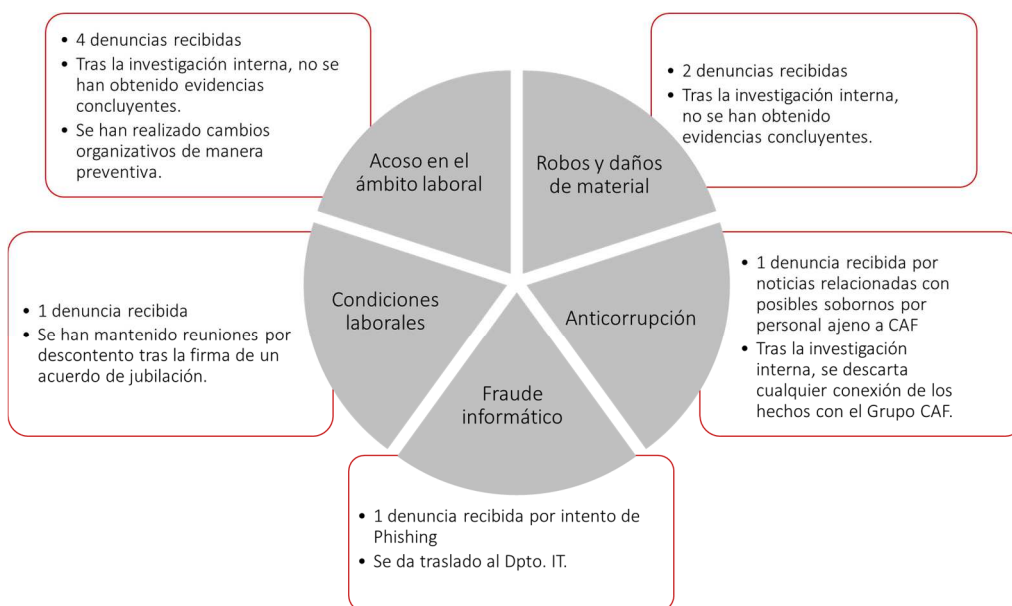 • 4 denuncias recibidas
• Tras la investigación interna, no se
han obtenido evidencias
concluyentes.
• Se han realizado cambios
organizativos de manera
preventiva.
• 2 denuncias recibidas
• Tras la investigación interna,
no se han obtenido
evidencias concluyentes.
Acoso en el
ámbito laboral
Robos y daños
de material
• 1 denuncia recibida
• Se han mantenido reuniones por
descontento tras la firma de un
acuerdo de jubilación.
Condiciones
laborales
Anticorrupción
• 1 denuncia recibida por
noticias relacionadas con
posibles sobornos por
personal ajeno a CAF
• Tras la investigación
interna, se descarta
cualquier conexión de los
hechos con el Grupo CAF.
Fraude
informático
• 1 denuncia recibida por intento de
Phishing
• Se da traslado al Dpto. IT.